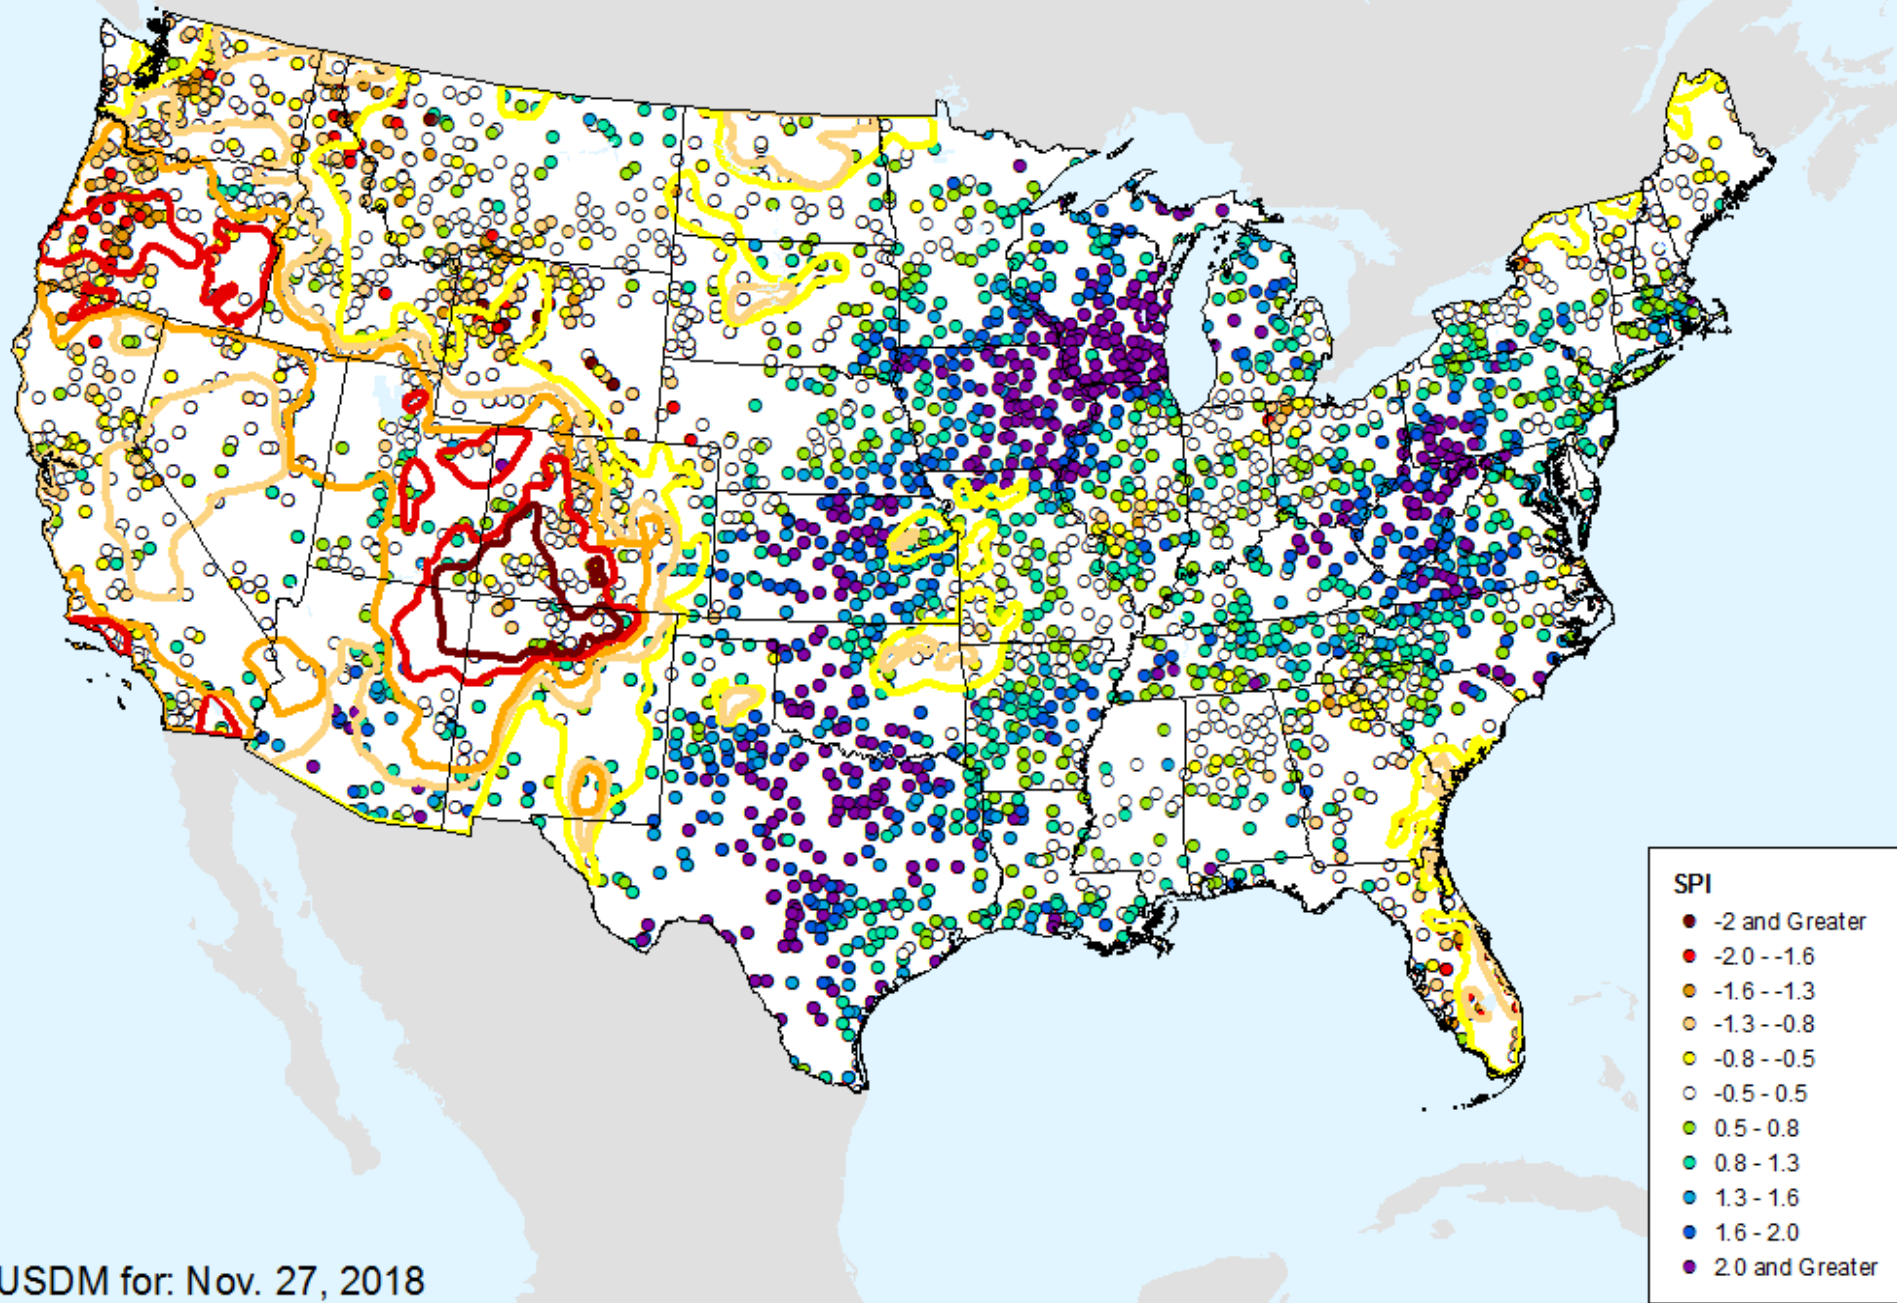 SPI
-2 and Greater
-2.0 - -1.6
-1.6 - -1.3
-1.3 - -0.8
-0.8 - -0.5
-0.5 - 0.5
0.5 - 0.8
0.8 - 1.3
1.3 - 1.6
1.6 - 2.0
2.0 and Greater
USDM for: Nov. 27, 2018